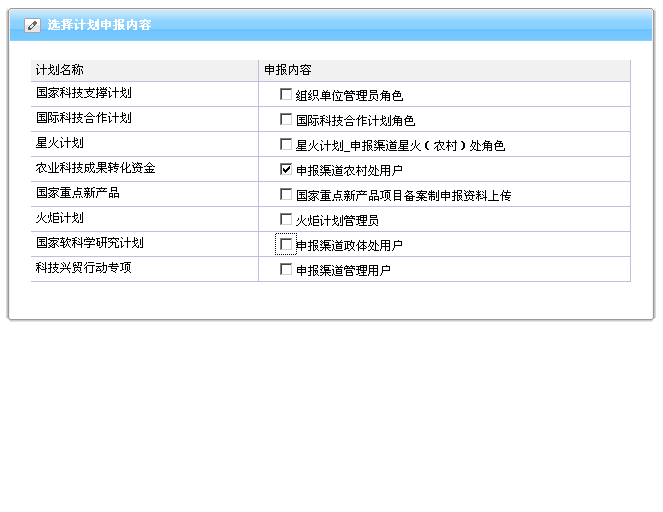 选择计划申报内容
计划名称 申报内容
国家科技支撑计划 组织单位管理员角色
国际科技合作计划 国际科技合作计划角色
星火计划 星火计划_申报渠道星火（农村）处角色
农业科技成果转化资金 申报渠道农村处用户
国家重点新产品 国家重点新产品项目备案制申报资料上传
火炬计划 火炬计划管理员
国家软科学研究计划 申报渠道政体处用户
科技兴贸行动专项 申报渠道管理用户